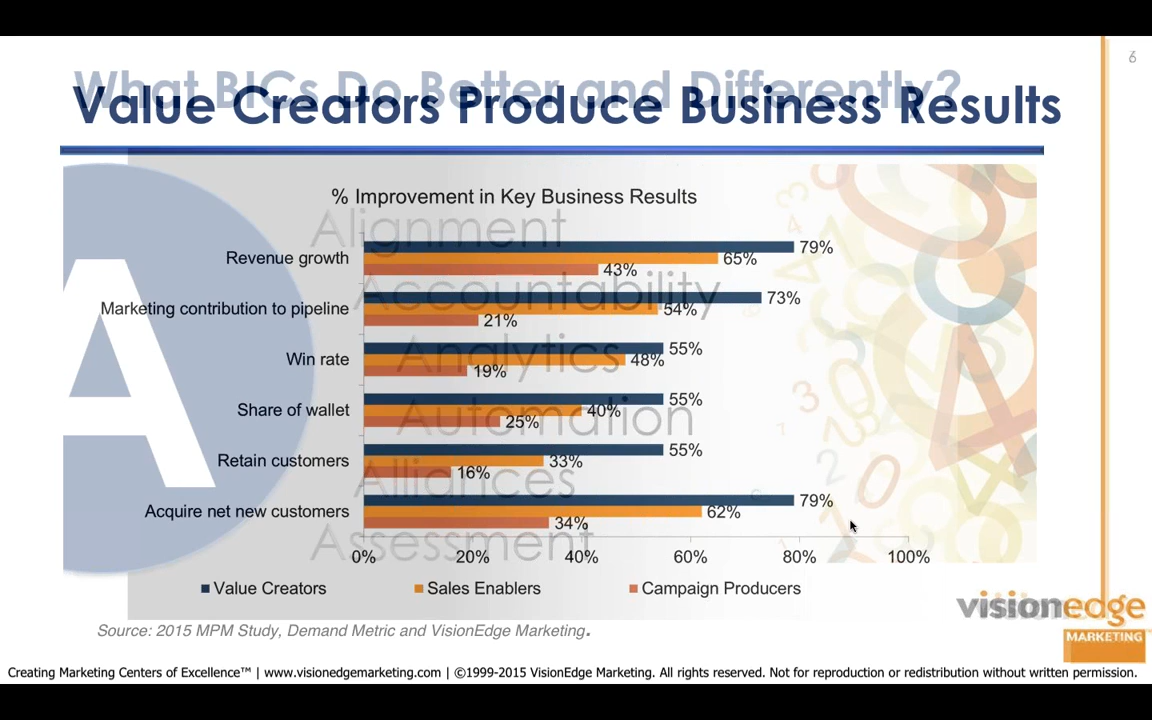 6
What BICs Do Better and Differently?
Value Creators Produce Business Results
A
% Improvement in Key Business Results
Alignment
Revenue growth 79% 65% 43%
Accountability
Marketing contribution to pipeline 73% 54% 21%
Analytics
Win rate 55% 48% 19%
Share of wallet 55% 40% 25%
Automation
Retain customers 55% 33% 16%
Alliances
Acquire net new customers 79% 62% 34%
Assessment
0% 20% 40% 60% 80% 100%
Value Creators Sales Enablers Campaign Producers
Source: 2015 MPM Study, Demand Metric and VisionEdge Marketing.
visionedge
MARKETING
Creating Marketing Centers of Excellence™ | www.visionedgemarketing.com | ©1999-2015 VisionEdge Marketing. All rights reserved. Not for reproduction or redistribution without written permission.